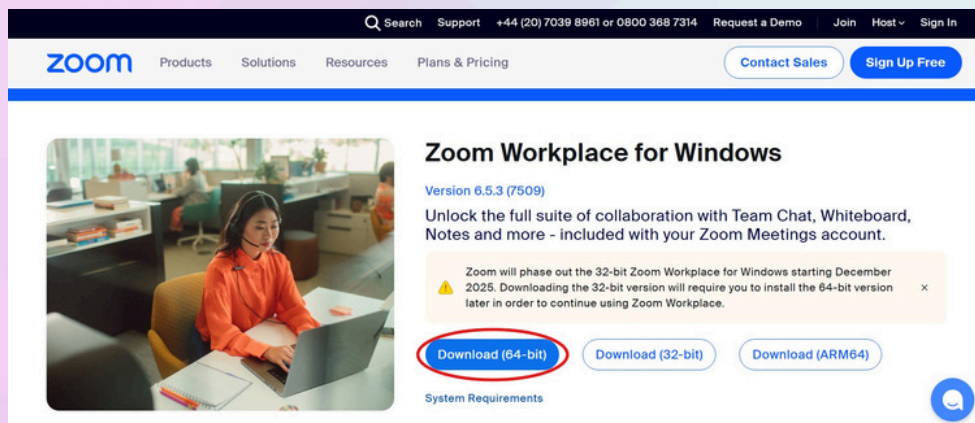 Search Support +44 (20) 7039 8961 or 0800 368 7314 Request a Demo Join Host Sign In
zoom Products Solutions Resources Plans & Pricing Contact Sales Sign Up Free
Zoom Workplace for Windows
Version 6.5.3 (7509)
Unlock the full suite of collaboration with Team Chat, Whiteboard,
Notes and more - included with your Zoom Meetings account.
Zoom will phase out the 32-bit Zoom Workplace for Windows starting December
2025. Downloading the 32-bit version will require you to install the 64-bit version
later in order to continue using Zoom Workplace.
Download (64-bit) Download (32-bit) Download (ARM64)
System Requirements